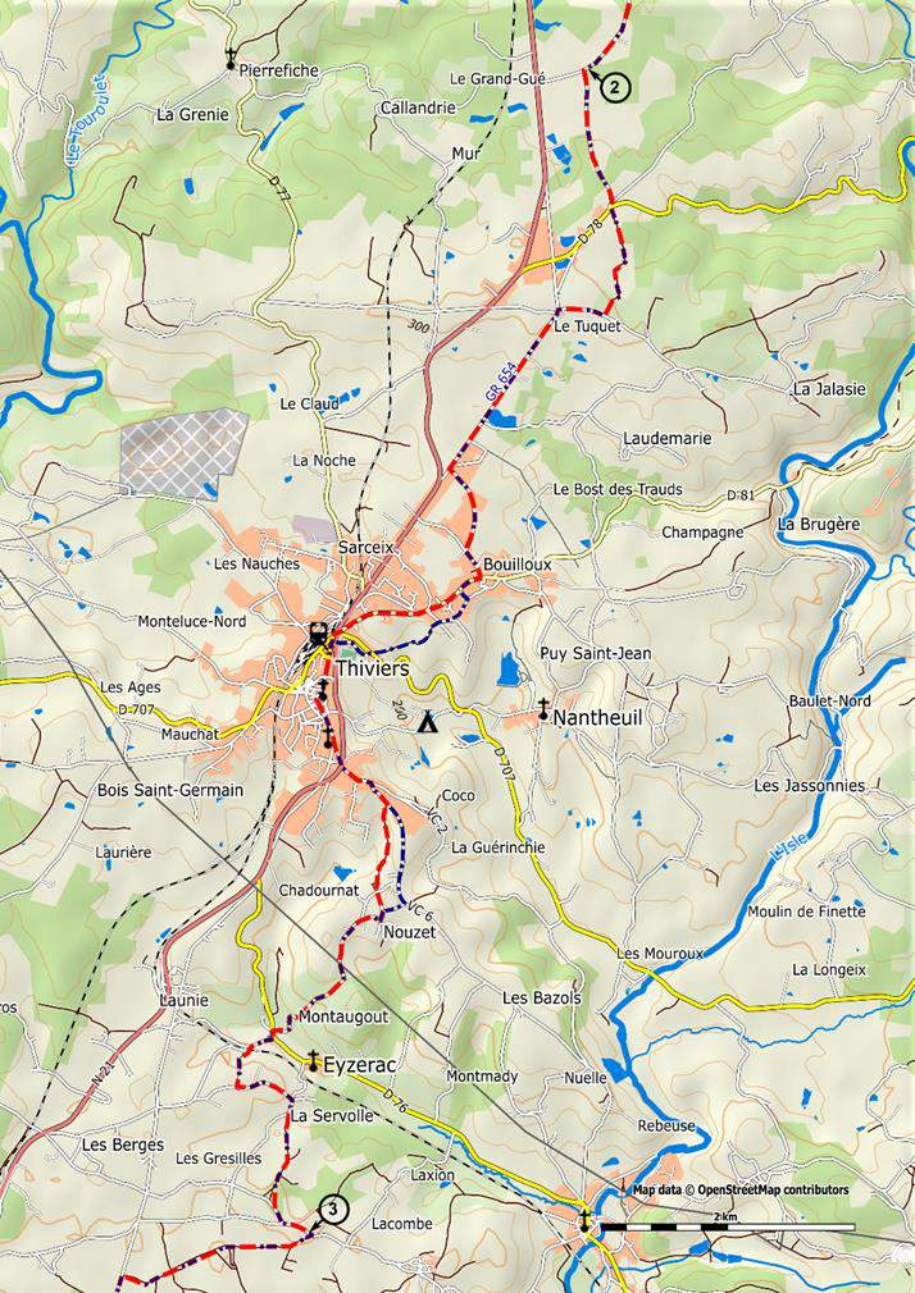 Pierrefiche
Le Grand-Gué
2
Le Touroulet
La Grenie
Callandrie
Mur
D 77
D 78
300
Le Tuquet
GR 654
La Jalasie
Le Claud
Laudemarie
La Noche
Le Bost des Trauds
D 81
Champagne
La Brugère
Sarceix
Les Nauches
Bouilloux
Monteluce-Nord
Puy Saint-Jean
Thiviers
Les Ages
D 707
200
Baulet-Nord
Nantheuil
Mauchat
D 707
Bois Saint-Germain
Coco
Les Jassonnies
VC 2
La Guérinchie
L'Isle
Laurière
Chadournat
VC 6
Moulin de Finette
Nouzet
Les Mouroux
La Longeix
Launie
Les Bazols
ros
Montaugout
Eyzerac
N 21
Montmady
Nuelle
D 76
La Servolle
Rebeuse
Les Berges
Les Gresilles
Laxion
Map data © OpenStreetMap contributors
3
Lacombe
2 km